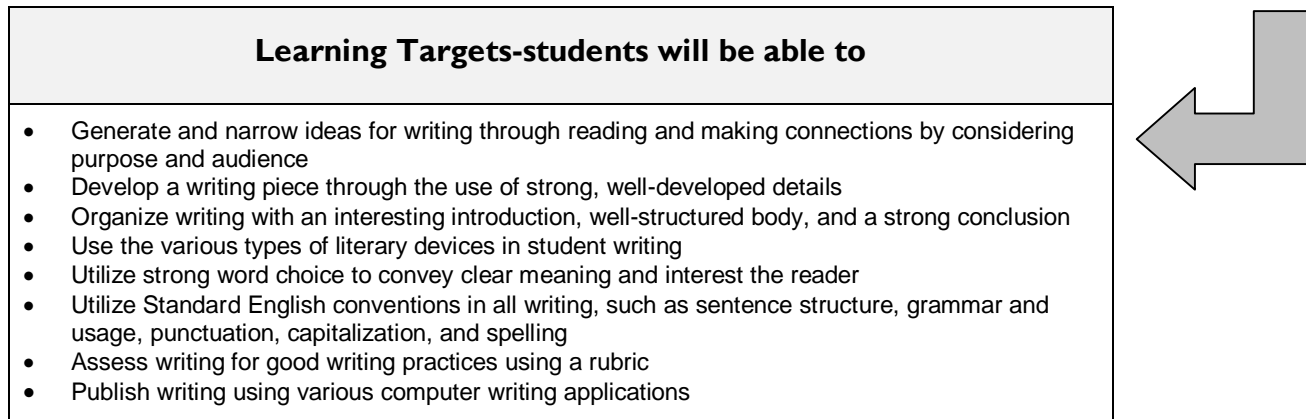 Learning Targets-students will be able to
• Generate and narrow ideas for writing through reading and making connections by considering
purpose and audience
• Develop a writing piece through the use of strong, well-developed details
• Organize writing with an interesting introduction, well-structured body, and a strong conclusion
• Use the various types of literary devices in student writing
• Utilize strong word choice to convey clear meaning and interest the reader
• Utilize Standard English conventions in all writing, such as sentence structure, grammar and
usage, punctuation, capitalization, and spelling
• Assess writing for good writing practices using a rubric
• Publish writing using various computer writing applications